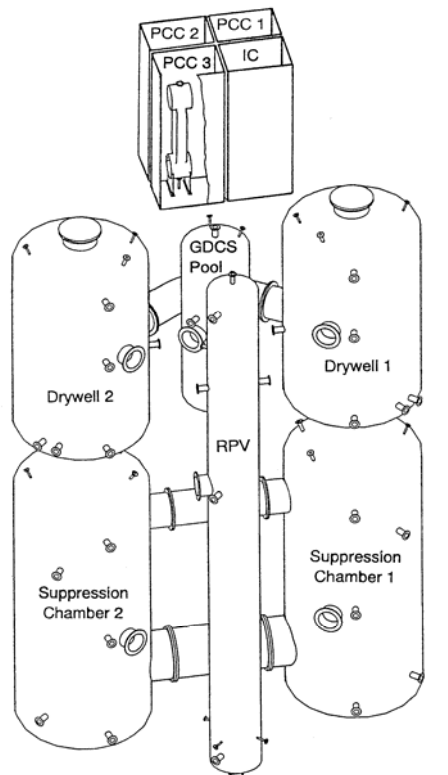 PCC 2
PCC 1
PCC 3
IC
GDCS
Pool
Drywell 2
Drywell 1
RPV
Suppression
Chamber 2
Suppression
Chamber 1